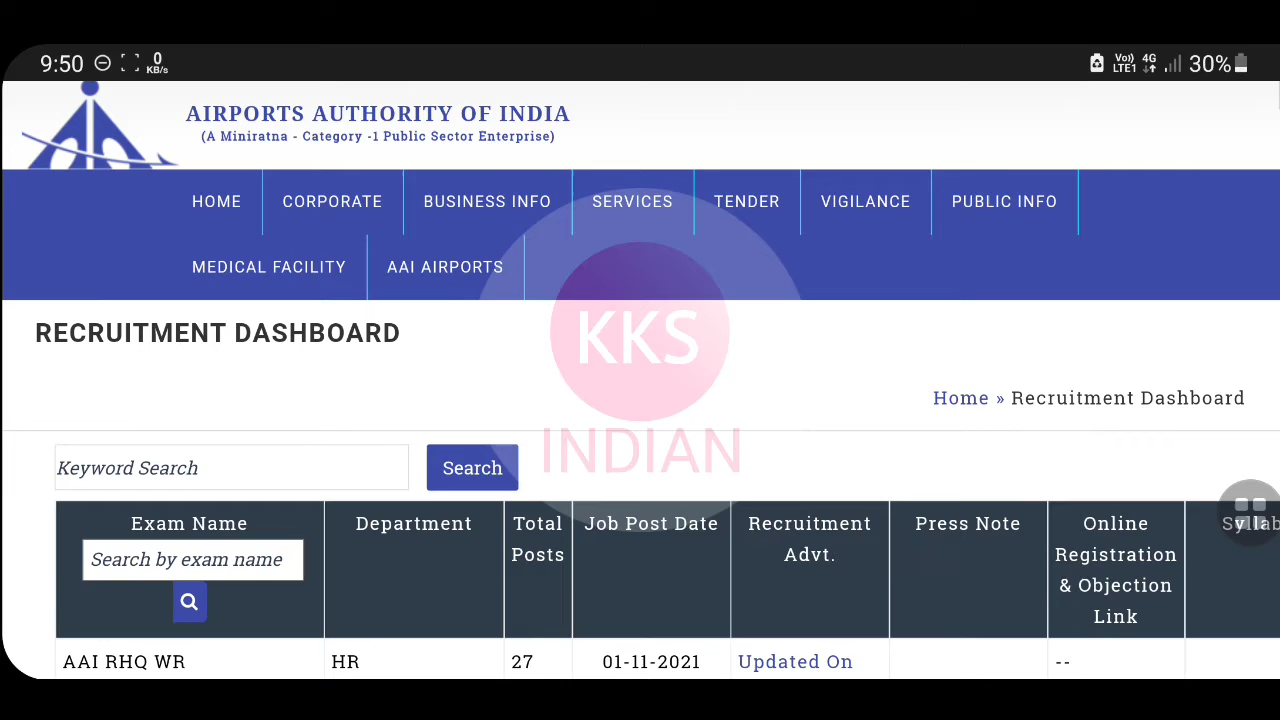 9:50 0 KB/s Vo) LTE1 4G 30%
AIRPORTS AUTHORITY OF INDIA
(A Miniratna - Category -1 Public Sector Enterprise)
HOME CORPORATE BUSINESS INFO SERVICES TENDER VIGILANCE PUBLIC INFO
MEDICAL FACILITY AAI AIRPORTS
KKS
INDIAN
RECRUITMENT DASHBOARD
Home » Recruitment Dashboard
Keyword Search Search
Exam Name Department Total Job Post Date Recruitment Press Note Online Syllab
Search by exam name Posts Advt. Registration
& Objection
Link
AAI RHQ WR HR 27 01-11-2021 Updated On --